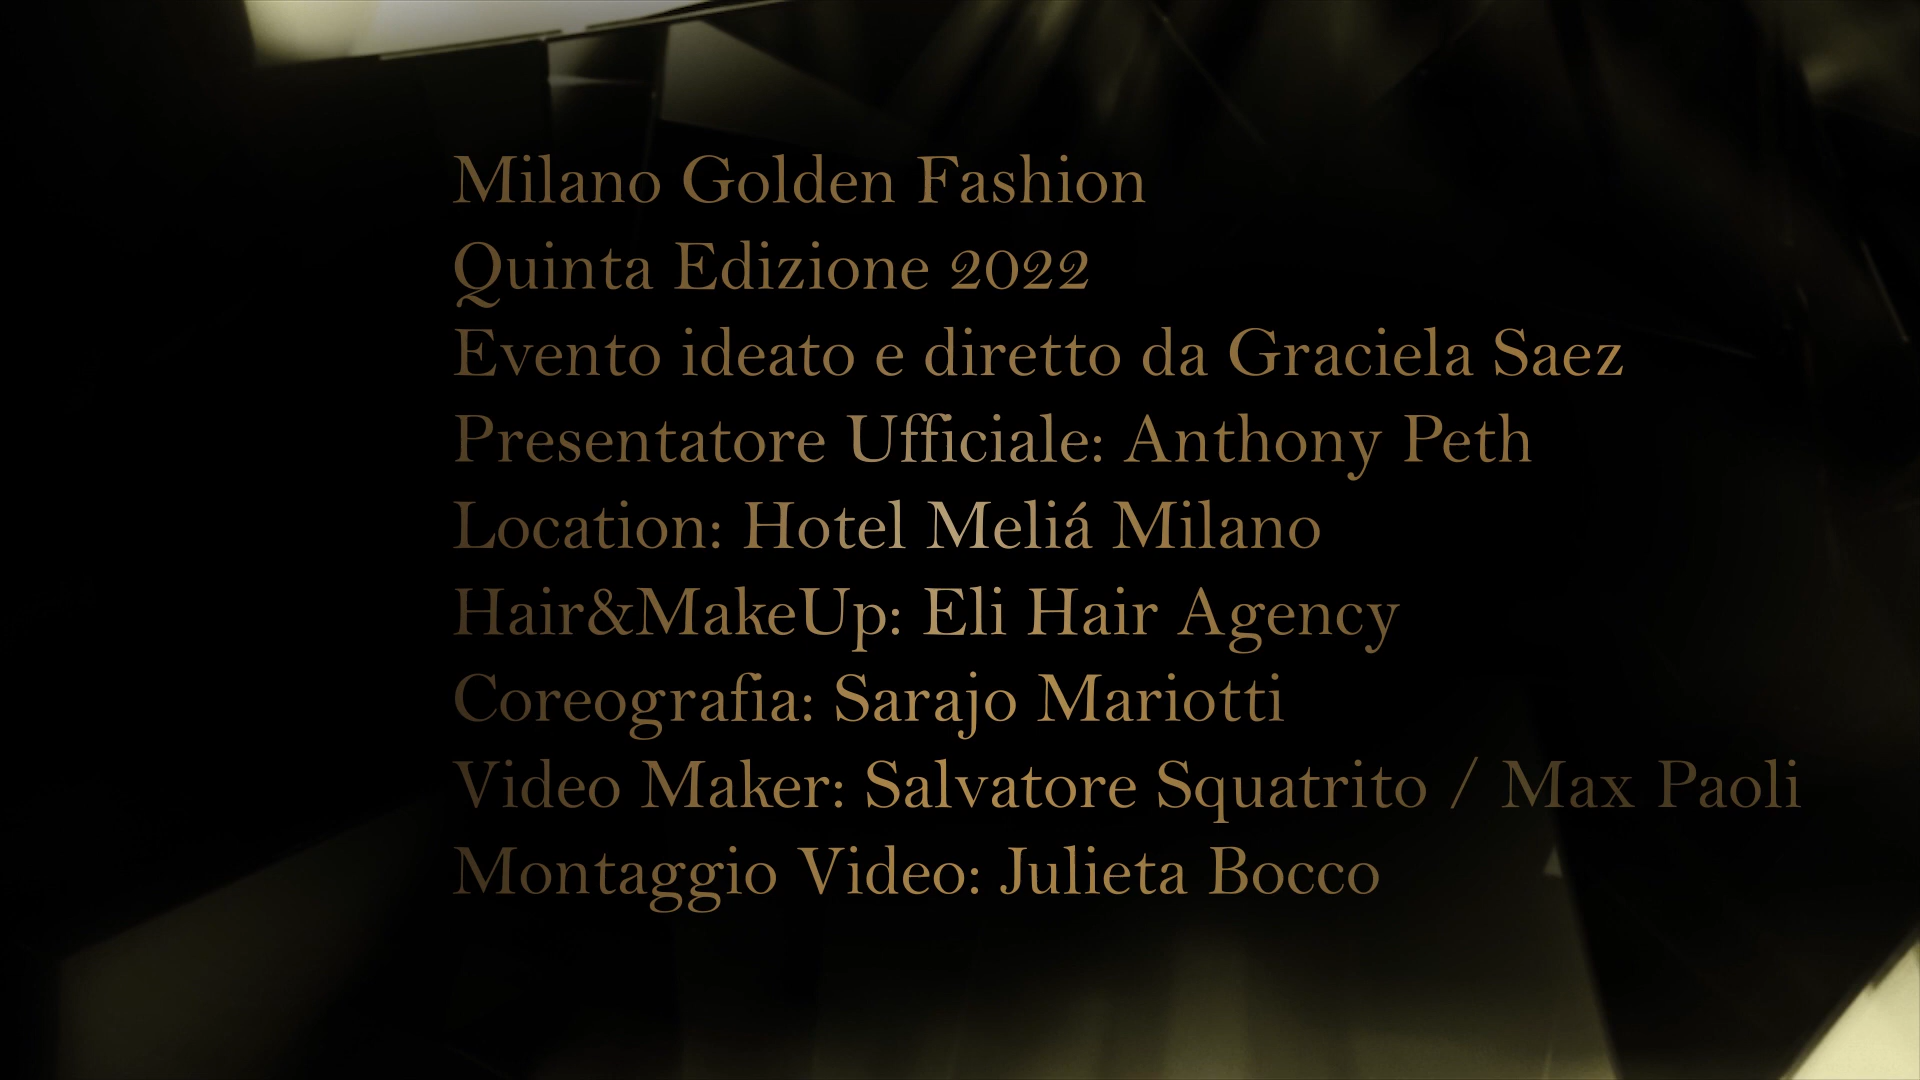 Milano Golden Fashion
Quinta Edizione 2022
Evento ideato e diretto da Graciela Saez
Presentatore Ufficiale: Anthony Peth
Location: Hotel Meliá Milano
Hair&MakeUp: Eli Hair Agency
Coreografia: Sarajo Mariotti
Video Maker: Salvatore Squatrito / Max Paoli
Montaggio Video: Julieta Bocco